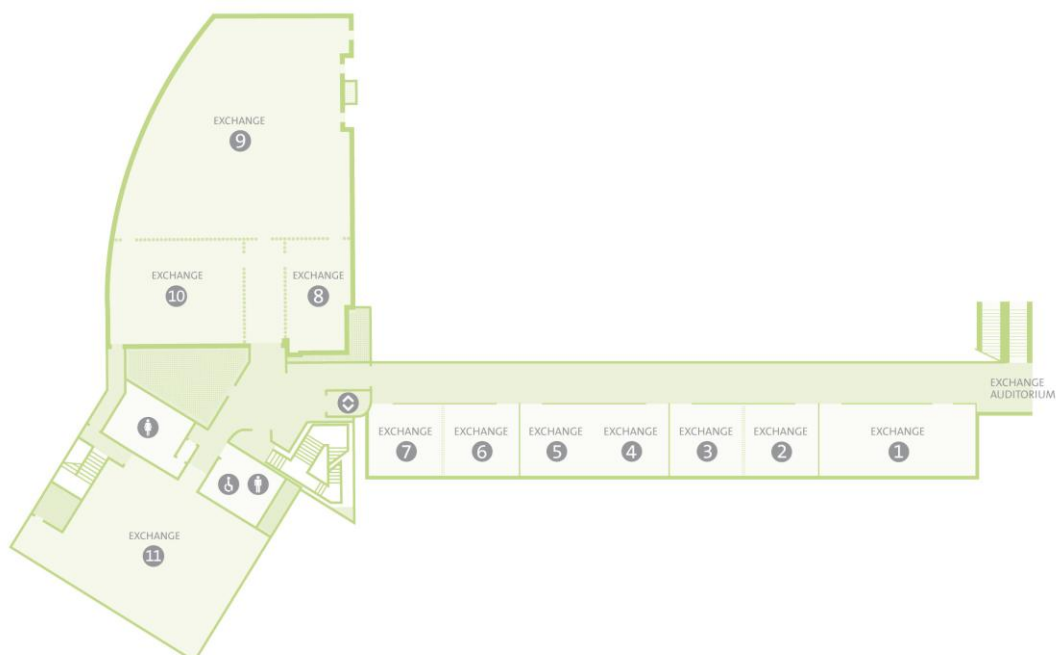 EXCHANGE
9
EXCHANGE
10
EXCHANGE
8
EXCHANGE
AUDITORIUM
EXCHANGE
7
EXCHANGE
6
EXCHANGE
5
EXCHANGE
4
EXCHANGE
3
EXCHANGE
2
EXCHANGE
1
EXCHANGE
11